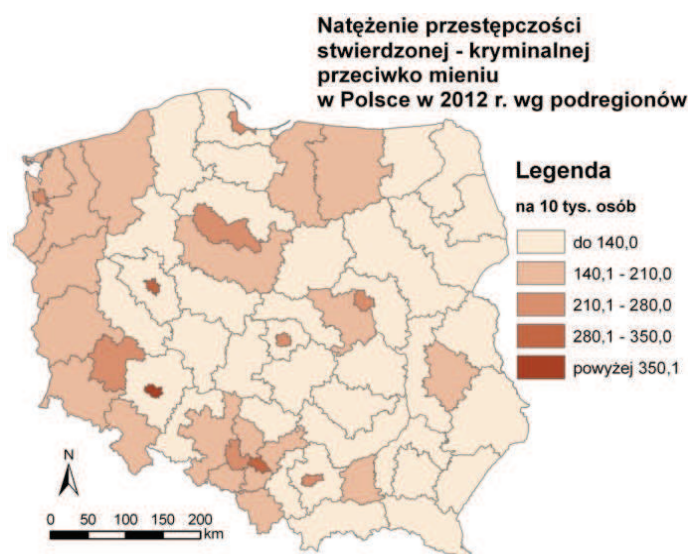 Natężenie przestępczości
stwierdzonej - kryminalnej
przeciwko mieniu
w Polsce w 2012 r. wg podregionów
Legenda
na 10 tys. osób
do 140,0
140,1 - 210,0
210,1 - 280,0
280,1 - 350,0
powyżej 350,1
N
0 50 100 150 200
km